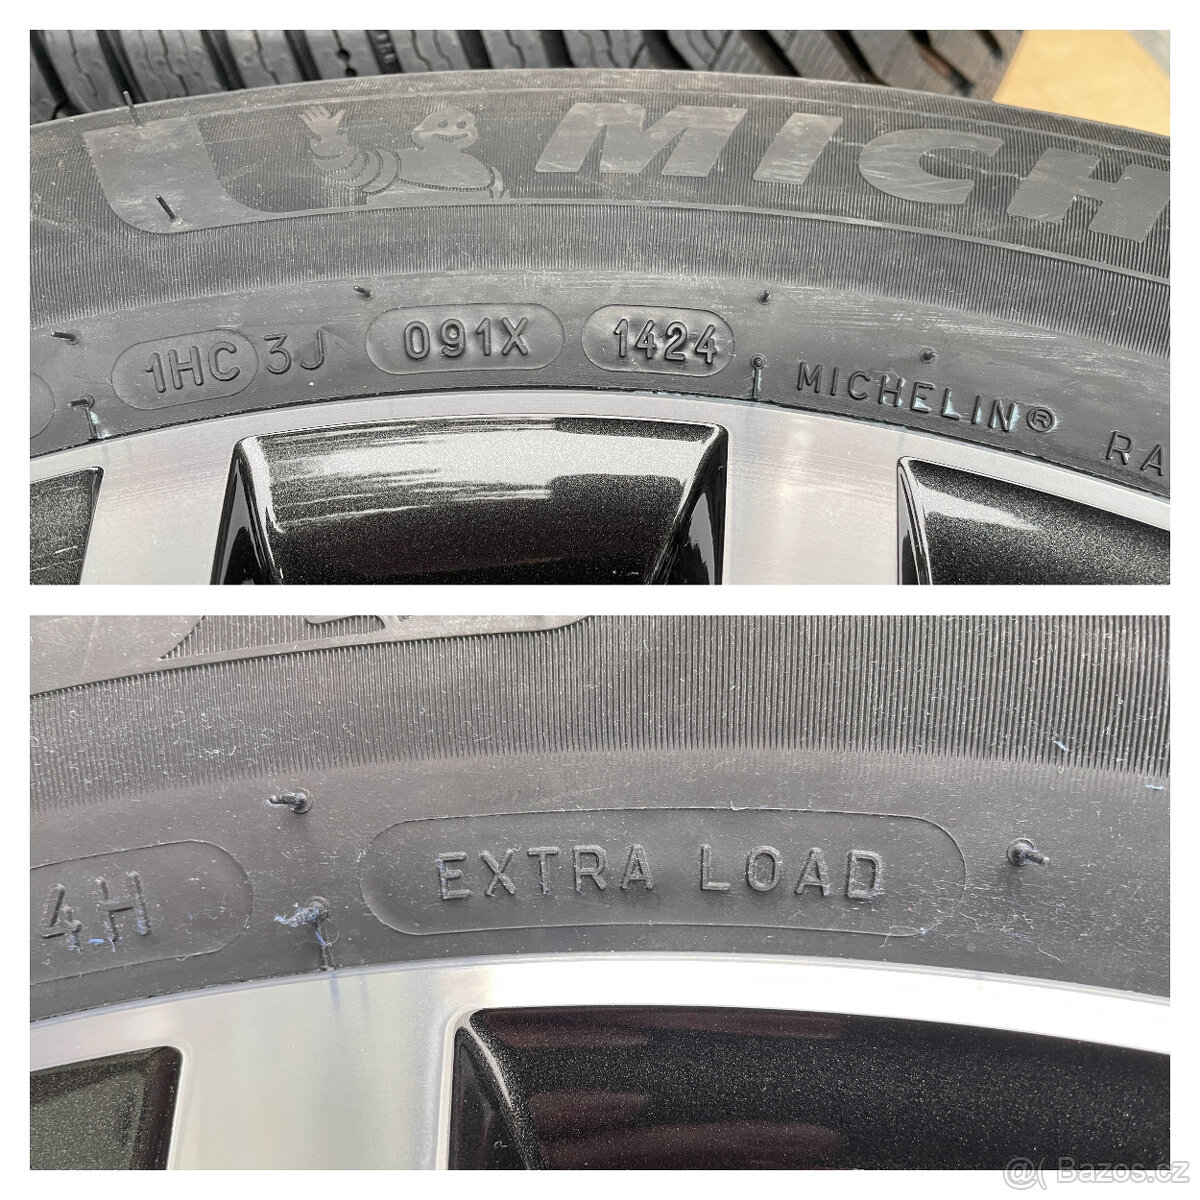 MICH
1HC 3J 091X 1424 MICHELIN® RA
4H EXTRA LOAD
@( Bazos.cz